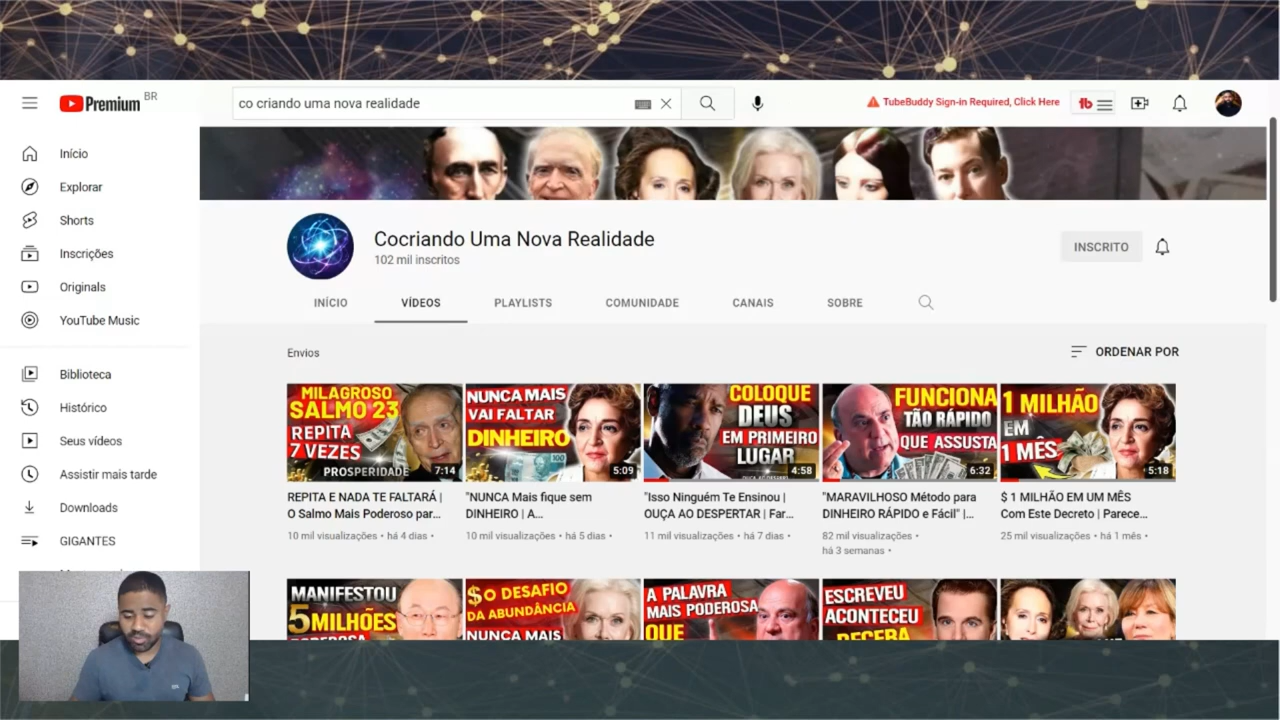 Premium BR
co criando uma nova realidade
TubeBuddy Sign-in Required, Click Here
tb
Início
Explorar
Shorts
Inscrições
Originals
YouTube Music
Biblioteca
Histórico
Seus vídeos
Assistir mais tarde
Downloads
GIGANTES
Cocriando Uma Nova Realidade
102 mil inscritos
INSCRITO
INÍCIO
VÍDEOS
PLAYLISTS
COMUNIDADE
CANAIS
SOBRE
Envios
ORDENAR POR
MILAGROSO
SALMO 23
REPITA
7 VEZES
PROSPERIDADE
7:14
REPITA E NADA TE FALTARÁ |
O Salmo Mais Poderoso par...
10 mil visualizações • há 4 dias •
NUNCA MAIS
VAI FALTAR
DINHEIRO
5:09
"NUNCA Mais fique sem
DINHEIRO | A...
10 mil visualizações • há 5 dias •
COLOQUE
DEUS
EM PRIMEIRO
LUGAR
4:58
"Isso Ninguém Te Ensinou |
OUÇA AO DESPERTAR | Far...
11 mil visualizações • há 7 dias •
FUNCIONA
TÃO RÁPIDO
QUE ASSUSTA
6:32
"MARAVILHOSO Método para
DINHEIRO RÁPIDO e Fácil" |...
82 mil visualizações •
há 3 semanas •
1 MILHÃO
EM
1 MÊS
5:18
$ 1 MILHÃO EM UM MÊS
Com Este Decreto | Parece...
25 mil visualizações • há 1 mês •
MANIFESTOU
5 MILHÕES
$O DESAFIO
DA ABUNDÂNCIA
NUNCA MAIS
A PALAVRA
MAIS PODEROSA
QUE
ESCREVEU
ACONTECEU
RECEBA